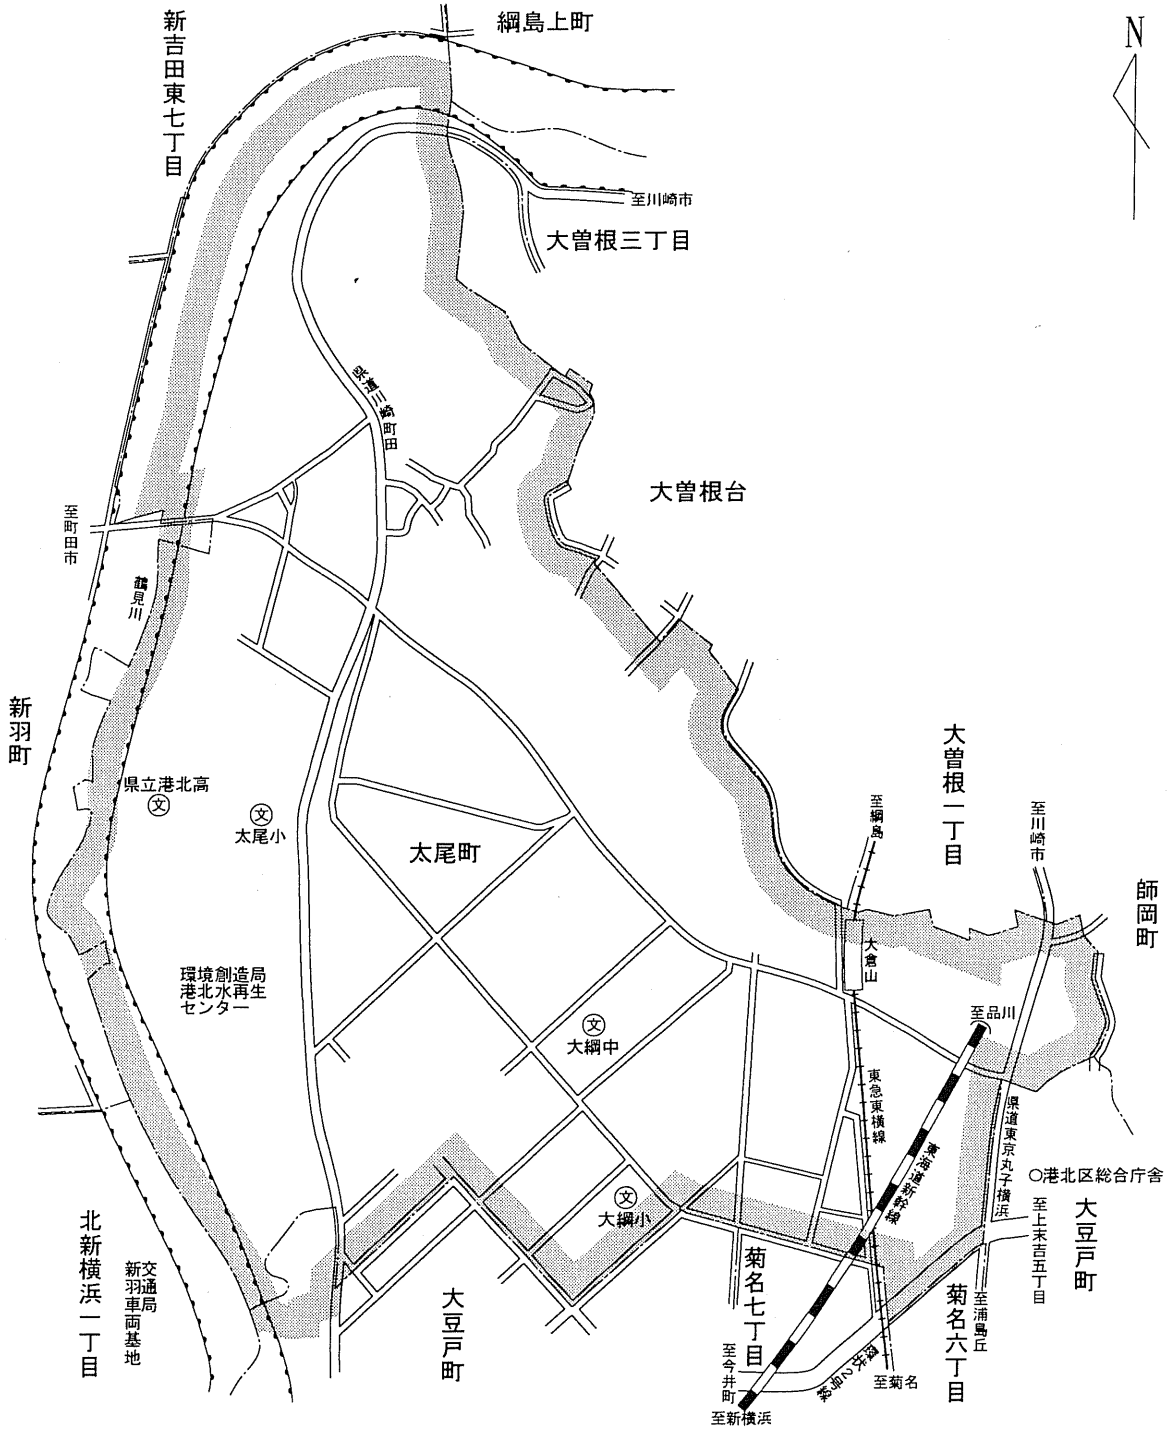 綱島上町
N
新吉田東七丁目
至川崎市
大曽根三丁目
県道川崎町田
大曽根台
至町田市
鶴見川
新羽町
県立港北高
文
文
太尾小
太尾町
至綱島
大曽根一丁目
至川崎市
師岡町
大倉山
環境創造局
港北水再生
センター
至品川
文
大綱中
東急東横線
県道東京丸子横浜
東海道新幹線
港北区総合庁舎
文
大綱小
至上末吉五丁目
大豆戸町
北新横浜一丁目
交通局
新羽車両基地
大豆戸町
菊名七丁目
菊名六丁目
至浦島丘
至今井町
環状2号線
至菊名
至新横浜